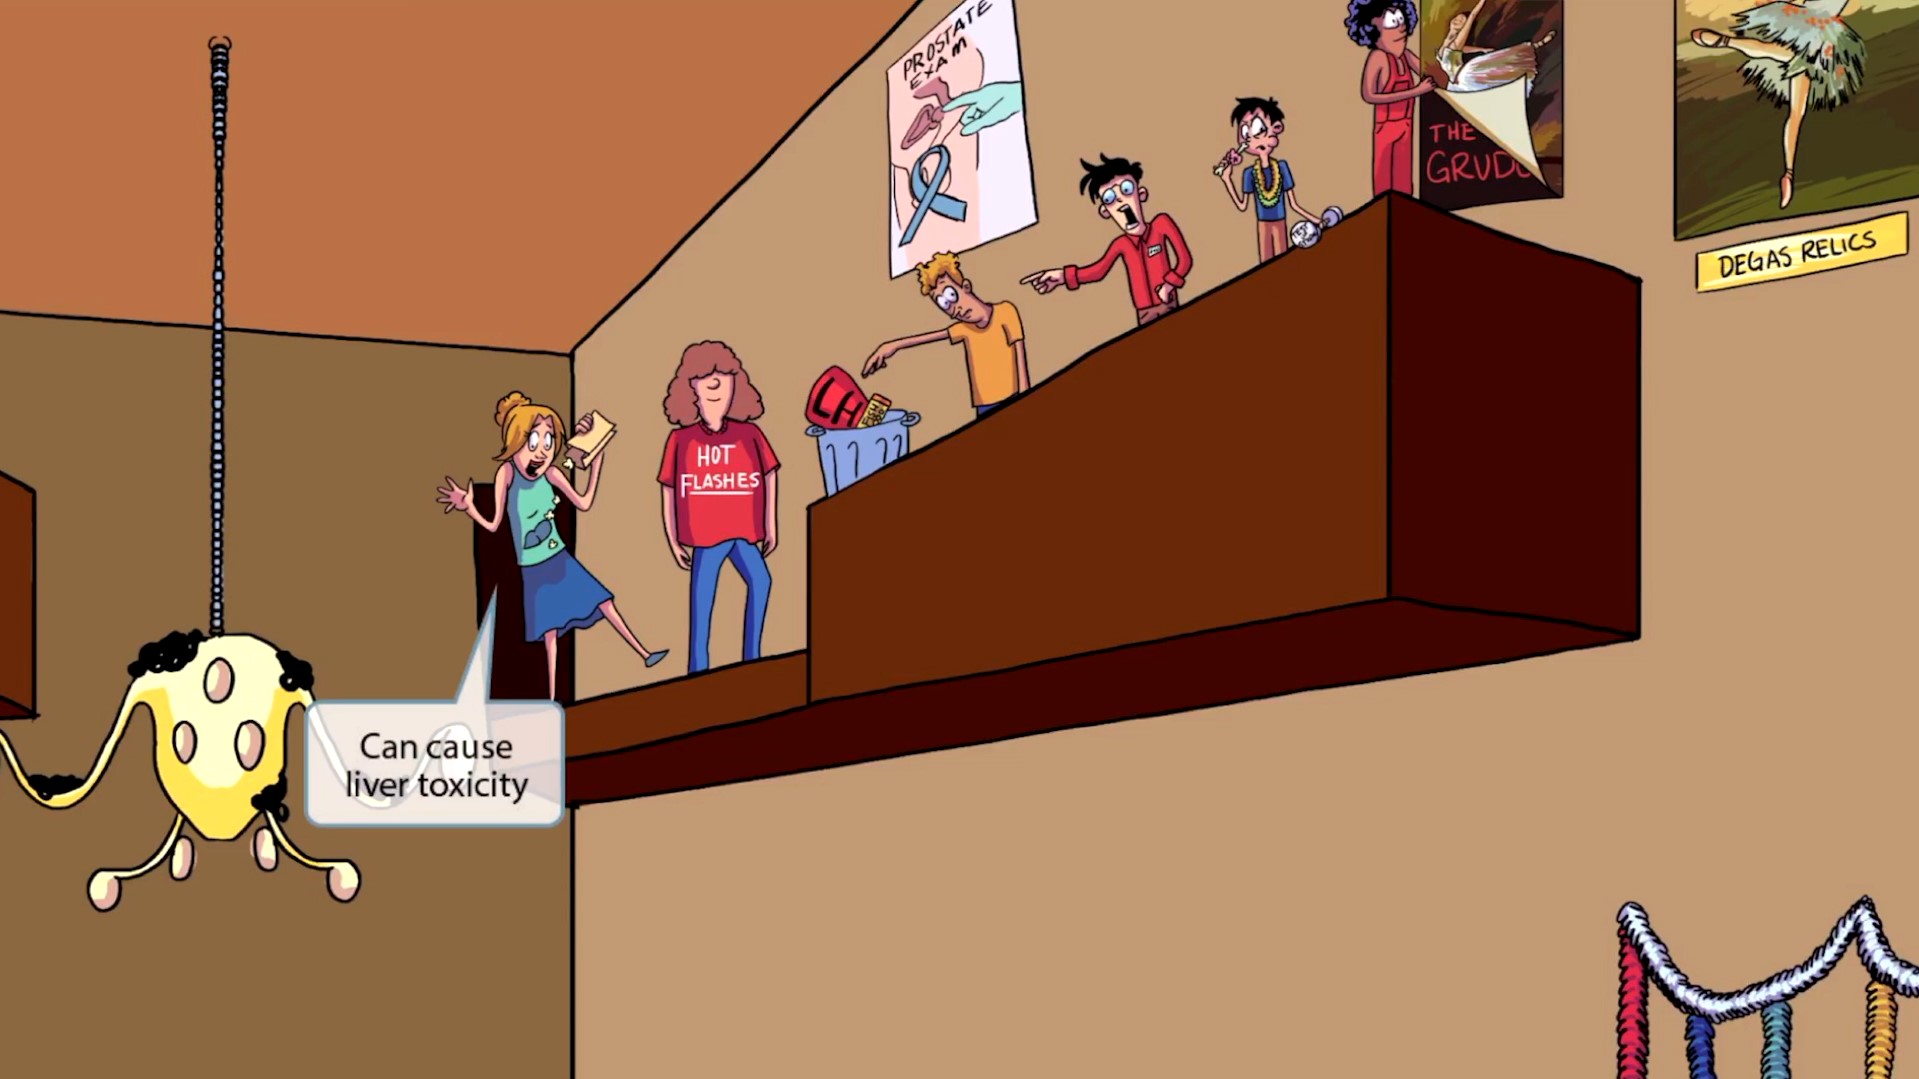 PROSTATE
EXAM
THE
GRUD
DEGAS RELICS
LH
HOT
FLASHES
Can cause
liver toxicity